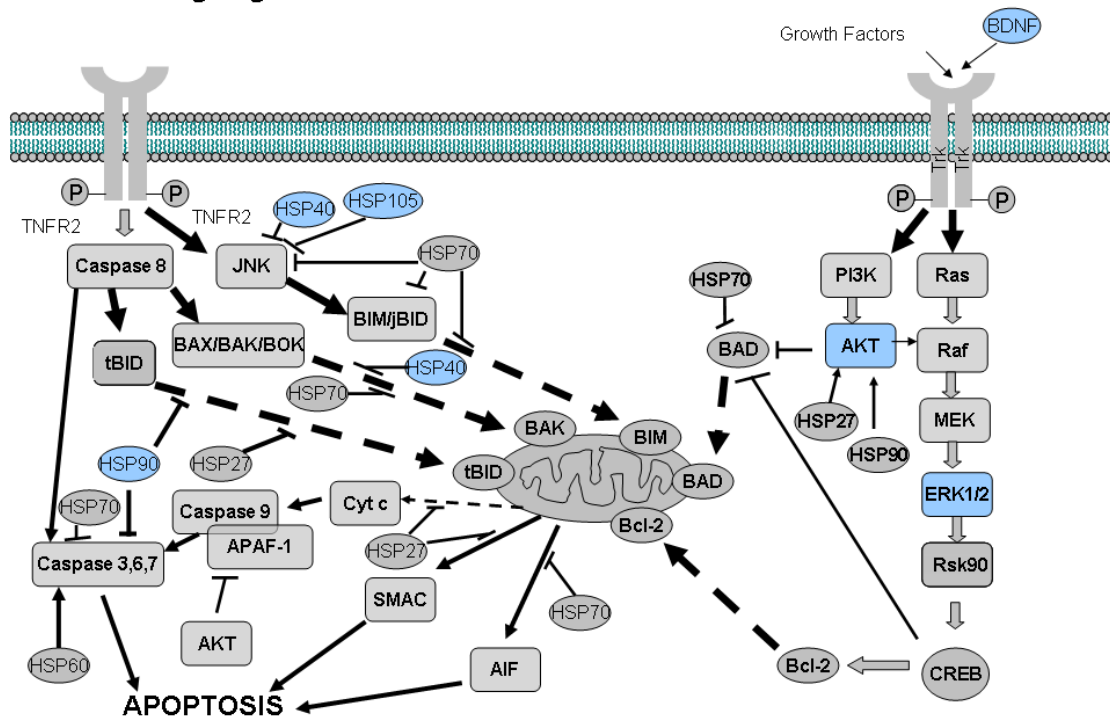 Growth Factors
BDNF
Trk
Trk
P
P
P
P
TNFR2
TNFR2
HSP40
HSP105
Caspase 8
JNK
HSP70
HSP70
PI3K
Ras
BIM/jBID
BAX/BAK/BOK
tBID
BAD
AKT
Raf
HSP40
HSP70
HSP27
MEK
HSP90
BAK
BIM
HSP90
HSP27
tBID
BAD
ERK1/2
HSP70
Caspase 9
Cyt c
Bcl-2
APAF-1
HSP27
Caspase 3,6,7
Rsk90
SMAC
HSP70
AKT
HSP60
AIF
Bcl-2
CREB
APOPTOSIS